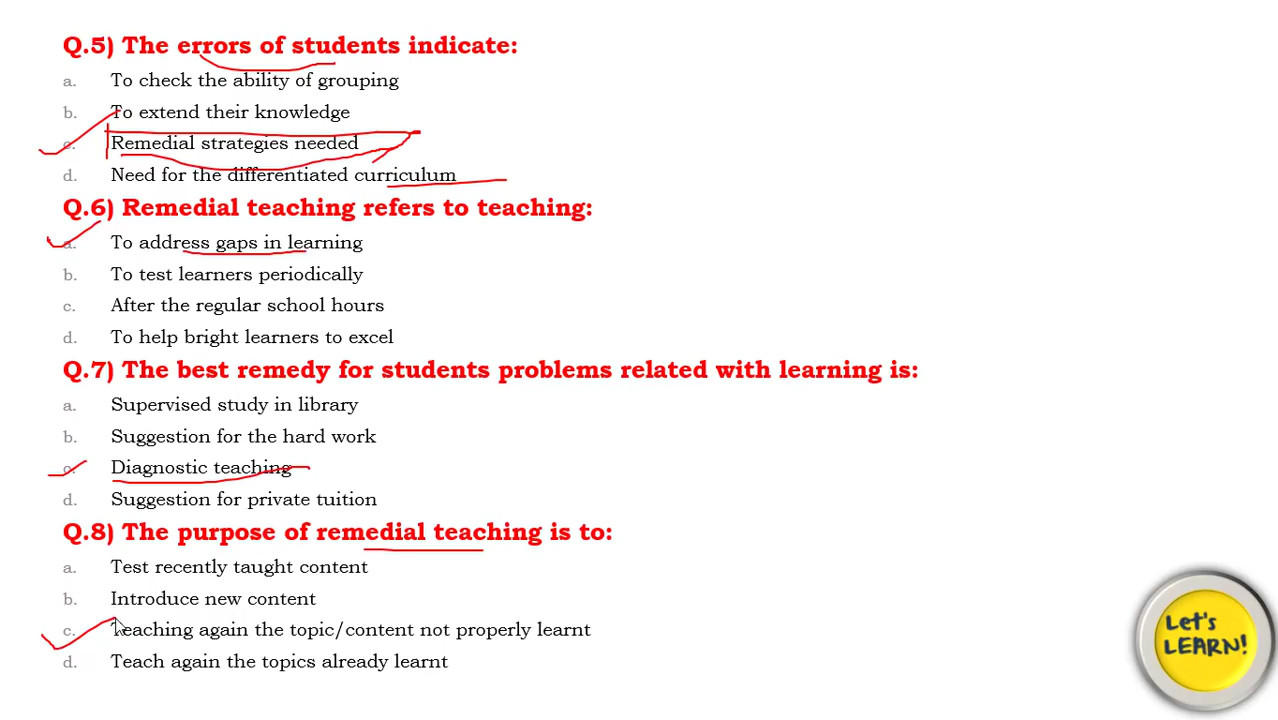 Q.5) The errors of students indicate:
a. To check the ability of grouping
b. To extend their knowledge
c. Remedial strategies needed
d. Need for the differentiated curriculum
Q.6) Remedial teaching refers to teaching:
a. To address gaps in learning
b. To test learners periodically
c. After the regular school hours
d. To help bright learners to excel
Q.7) The best remedy for students problems related with learning is:
a. Supervised study in library
b. Suggestion for the hard work
c. Diagnostic teaching
d. Suggestion for private tuition
Q.8) The purpose of remedial teaching is to:
a. Test recently taught content
b. Introduce new content
c. Teaching again the topic/content not properly learnt
d. Teach again the topics already learnt
Let's
LEARN!